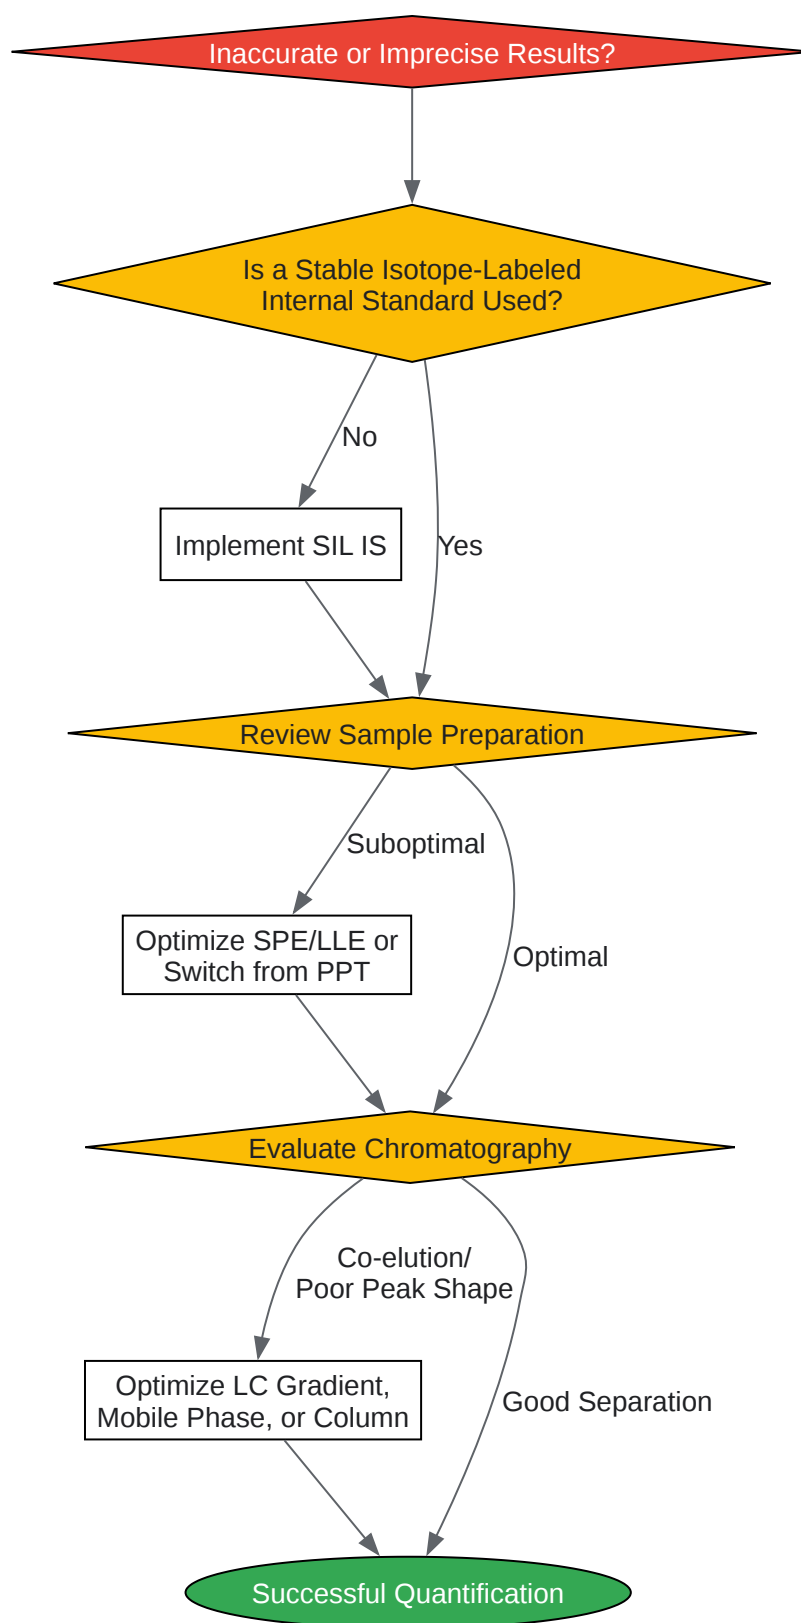 Inaccurate or Imprecise Results?
Is a Stable Isotope-Labeled
Internal Standard Used?
No
Implement SIL IS
Yes
Review Sample Preparation
Suboptimal
Optimize SPE/LLE or
Switch from PPT
Optimal
Evaluate Chromatography
Co-elution/
Poor Peak Shape
Optimize LC Gradient,
Mobile Phase, or Column
Good Separation
Successful Quantification